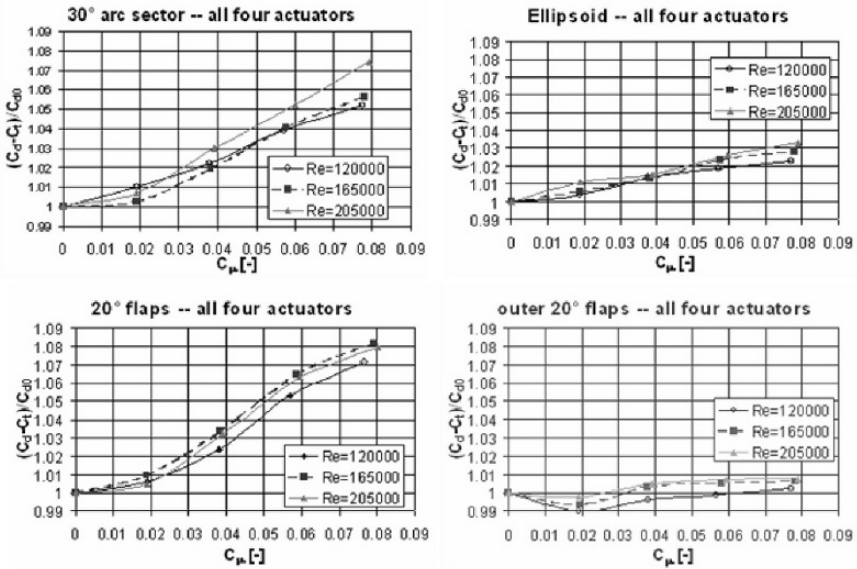 30° arc sector -- all four actuators
1.09
1.08
1.07
1.06
1.05
1.04
1.03
1.02
1.01
1
0.99
(Cd-Ct)/Cd0
Re=120000
Re=165000
Re=205000
0 0.01 0.02 0.03 0.04 0.05 0.06 0.07 0.08 0.09
Cμ [-]
Ellipsoid -- all four actuators
1.09
1.08
1.07
1.06
1.05
1.04
1.03
1.02
1.01
1
0.99
(Cd-Ct)/Cd0
Re=120000
Re=165000
Re=205000
0 0.01 0.02 0.03 0.04 0.05 0.06 0.07 0.08 0.09
Cμ [-]
20° flaps -- all four actuators
1.09
1.08
1.07
1.06
1.05
1.04
1.03
1.02
1.01
1
0.99
(Cd-Ct)/Cd0
Re=120000
Re=165000
Re=205000
0 0.01 0.02 0.03 0.04 0.05 0.06 0.07 0.08 0.09
Cμ [-]
outer 20° flaps -- all four actuators
1.09
1.08
1.07
1.06
1.05
1.04
1.03
1.02
1.01
1
0.99
(Cd-Ct)/Cd0
Re=120000
Re=165000
Re=205000
0 0.01 0.02 0.03 0.04 0.05 0.06 0.07 0.08 0.09
Cμ [-]